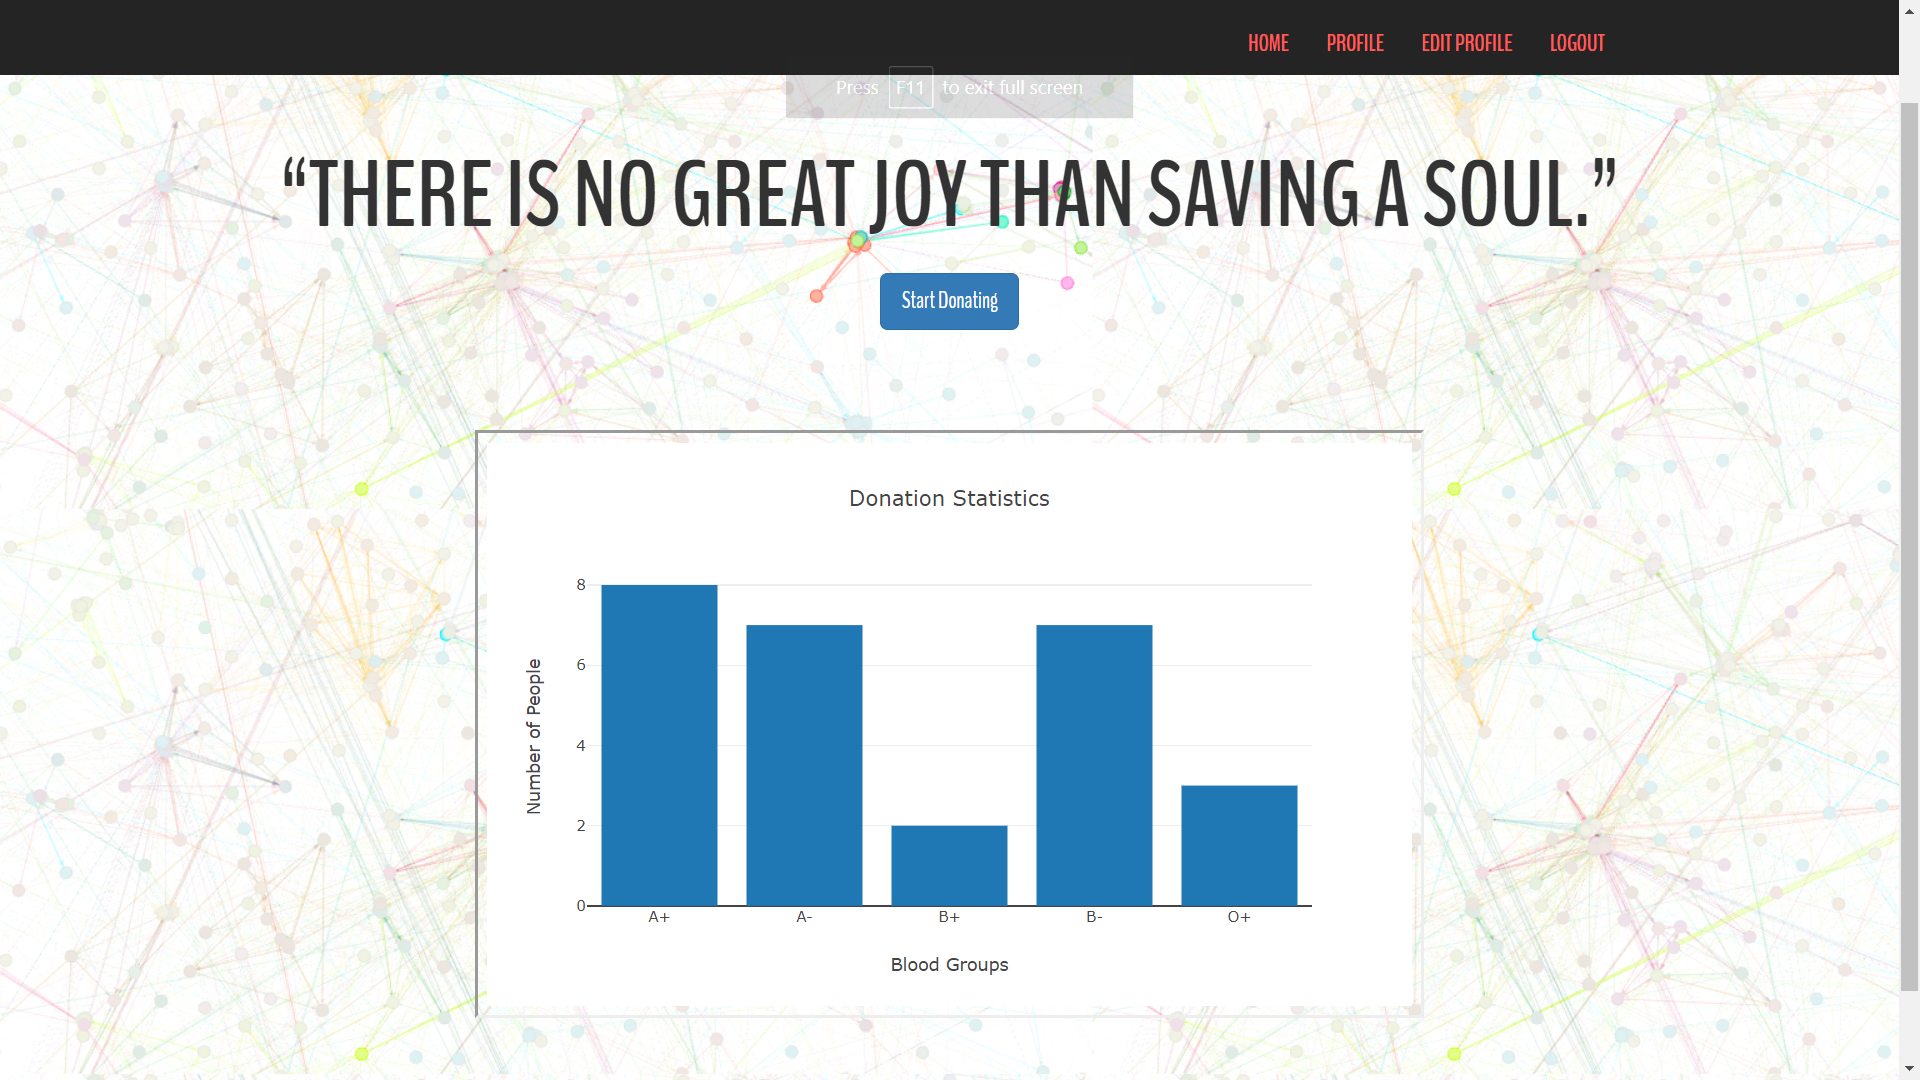 HOME PROFILE EDIT PROFILE LOGOUT
Press F11 to exit full screen
“THERE IS NO GREAT JOY THAN SAVING A SOUL.”
Start Donating
Donation Statistics
8
6
4
2
0
Number of People
A+ A- B+ B- O+
Blood Groups